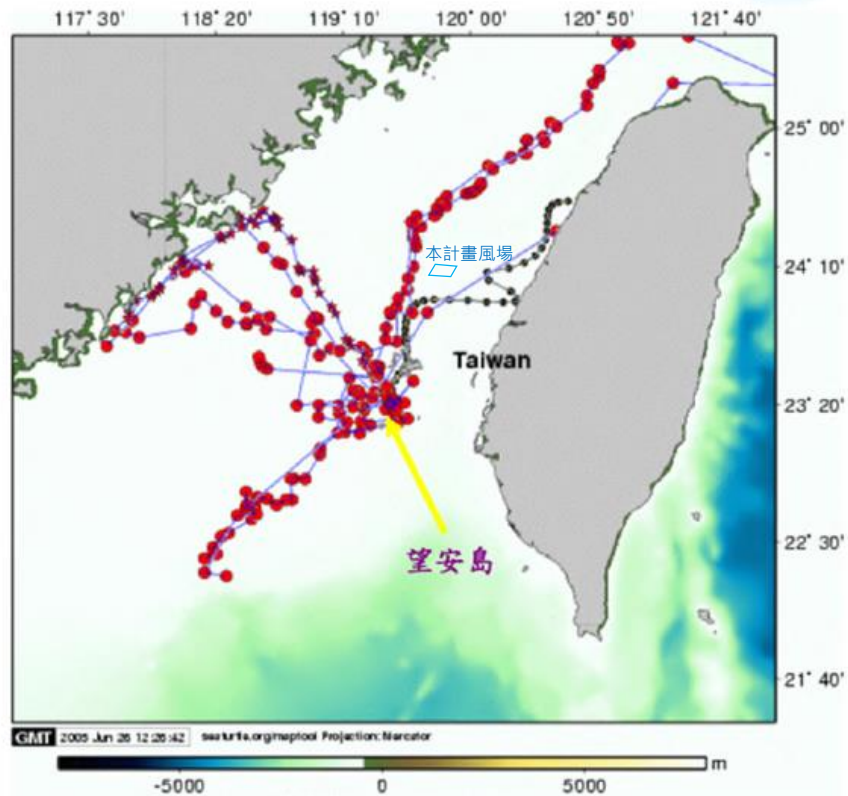 117˚30' 118˚20' 119˚10' 120˚00' 120˚50' 121˚40'
25˚00'
本計畫風場
24˚10'
Taiwan
23˚20'
22˚30'
望安島
21˚40'
GMT 2005 Jun 26 12:26:42 seaturtle.org/maptool Projection: Mercator
m
-5000 0 5000